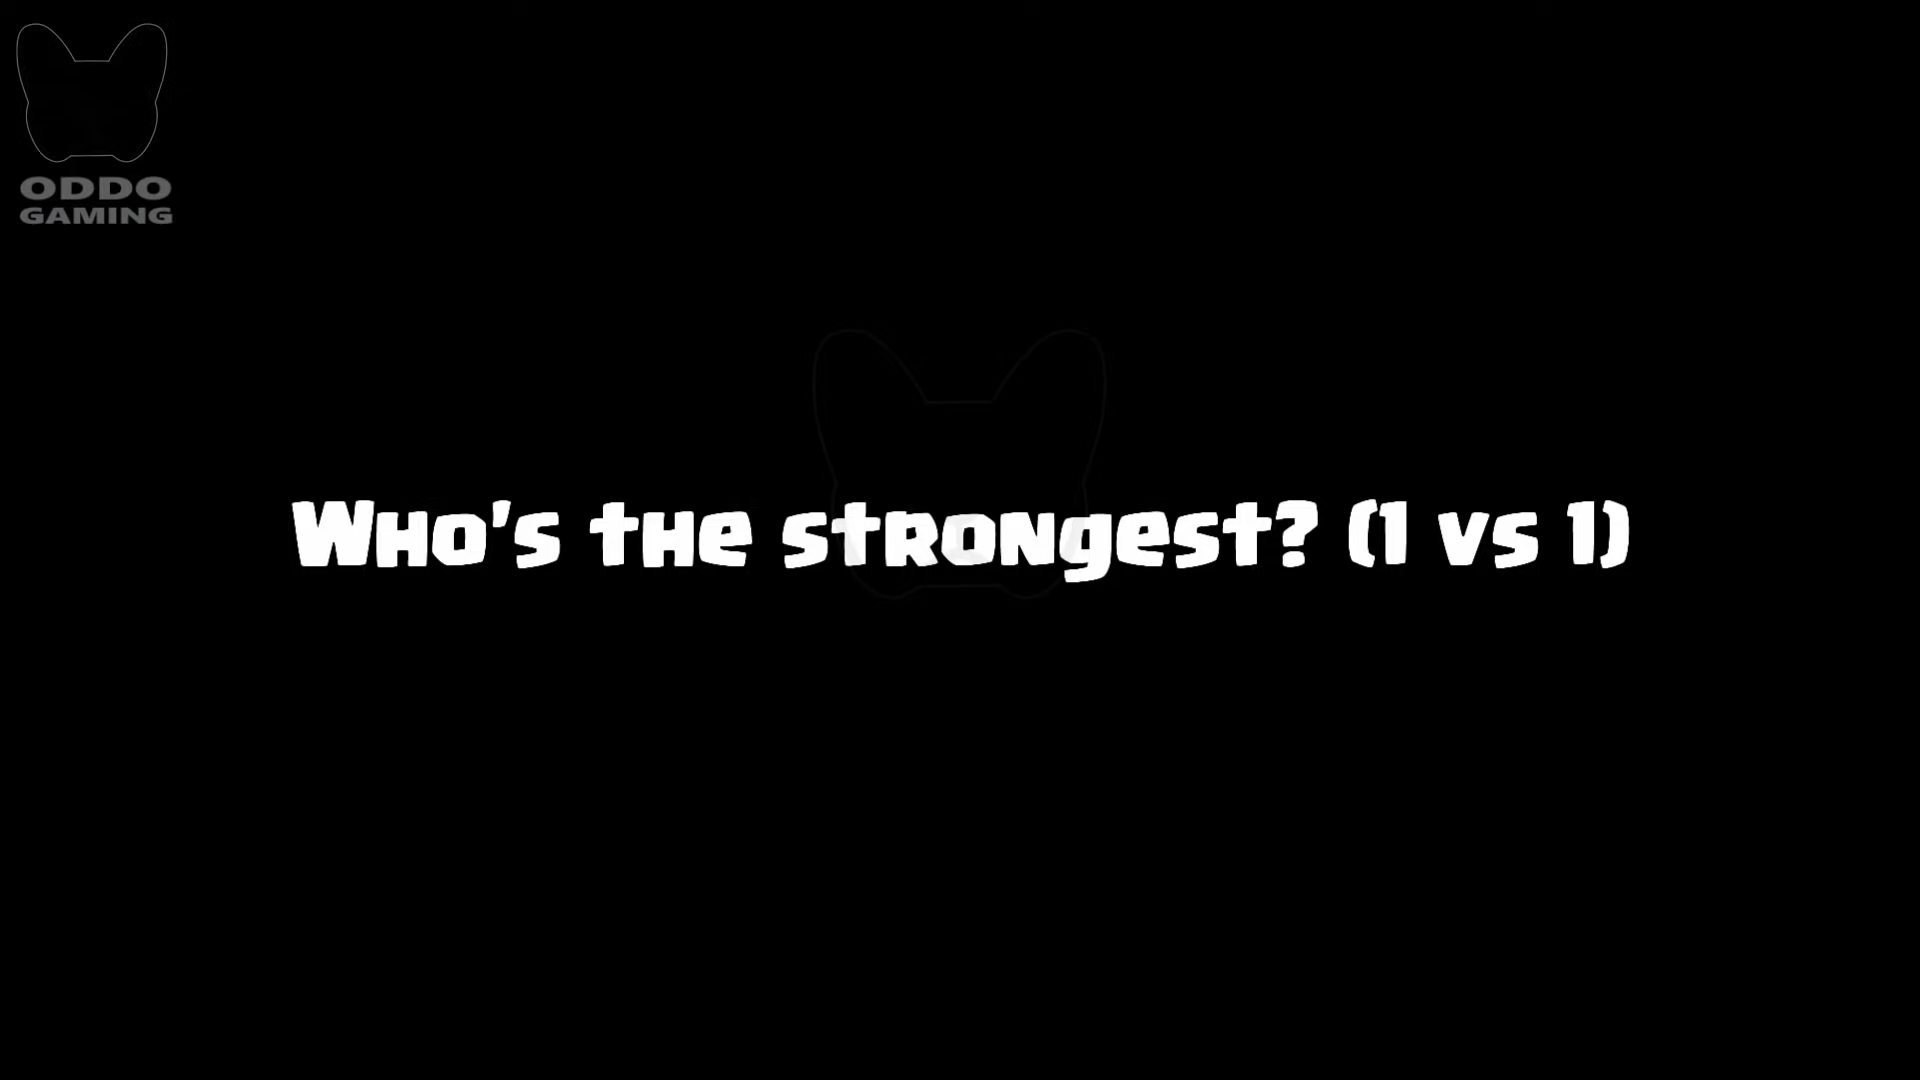 ODDO
GAMING
Who's the strongest? (1 vs 1)